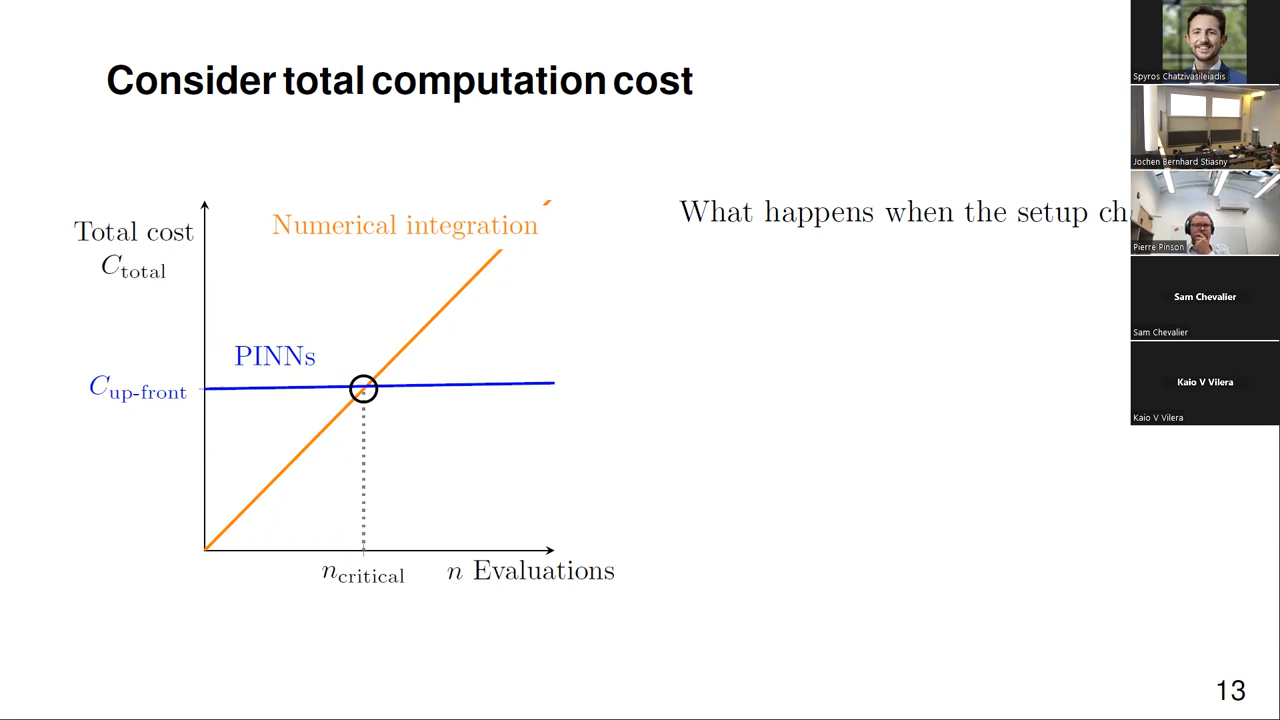 Consider total computation cost
Total cost
C_total
Numerical integration
PINNs
C_up-front
n_critical
n Evaluations
What happens when the setup ch
13
Spyros Chatzivasileiadis
Jochen Bernhard Stiasny
Pierre Pinson
Sam Chevalier
Sam Chevalier
Kaio V Vilera
Kaio V Vilera